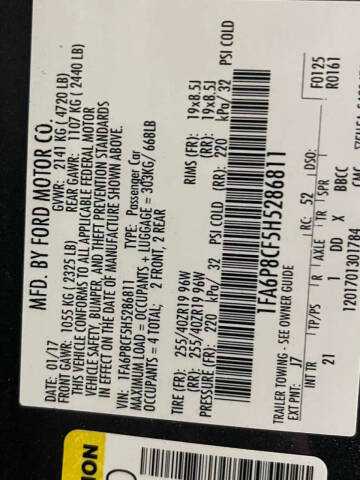 MFD. BY FORD MOTOR CO.
DATE: 01/17 GVWR: 2141 KG ( 4720 LB)
FRONT GAWR: 1055 KG ( 2325 LB) REAR GAWR: 1107 KG ( 2440 LB)
THIS VEHICLE CONFORMS TO ALL APPLICABLE FEDERAL MOTOR
VEHICLE SAFETY, BUMPER, AND THEFT PREVENTION STANDARDS
IN EFFECT ON THE DATE OF MANUFACTURE SHOWN ABOVE.
VIN: 1FA6P8CF5H5286811 TYPE: Passenger Car
MAXIMUM LOAD = OCCUPANTS + LUGGAGE = 303KG/ 668LB
OCCUPANTS = 4 TOTAL; 2 FRONT, 2 REAR
TIRE (FR): 255/40ZR19 96W RIMS (FR): 19x8.5J
(RR): 255/40ZR19 96W (RR): 19x8.5J
PRESSURE (FR): 220 kPa/ 32 PSI COLD (RR): 220 kPa/ 32 PSI COLD
F0125
R0161
1FA6P8CF5H5286811
TRAILER TOWING - SEE OWNER GUIDE
EXT PNT: J7 RC: 52 DSO:
INT TR TP/PS R AXLE TR SPR
21 I DD X BBCC
1201701301784
ION